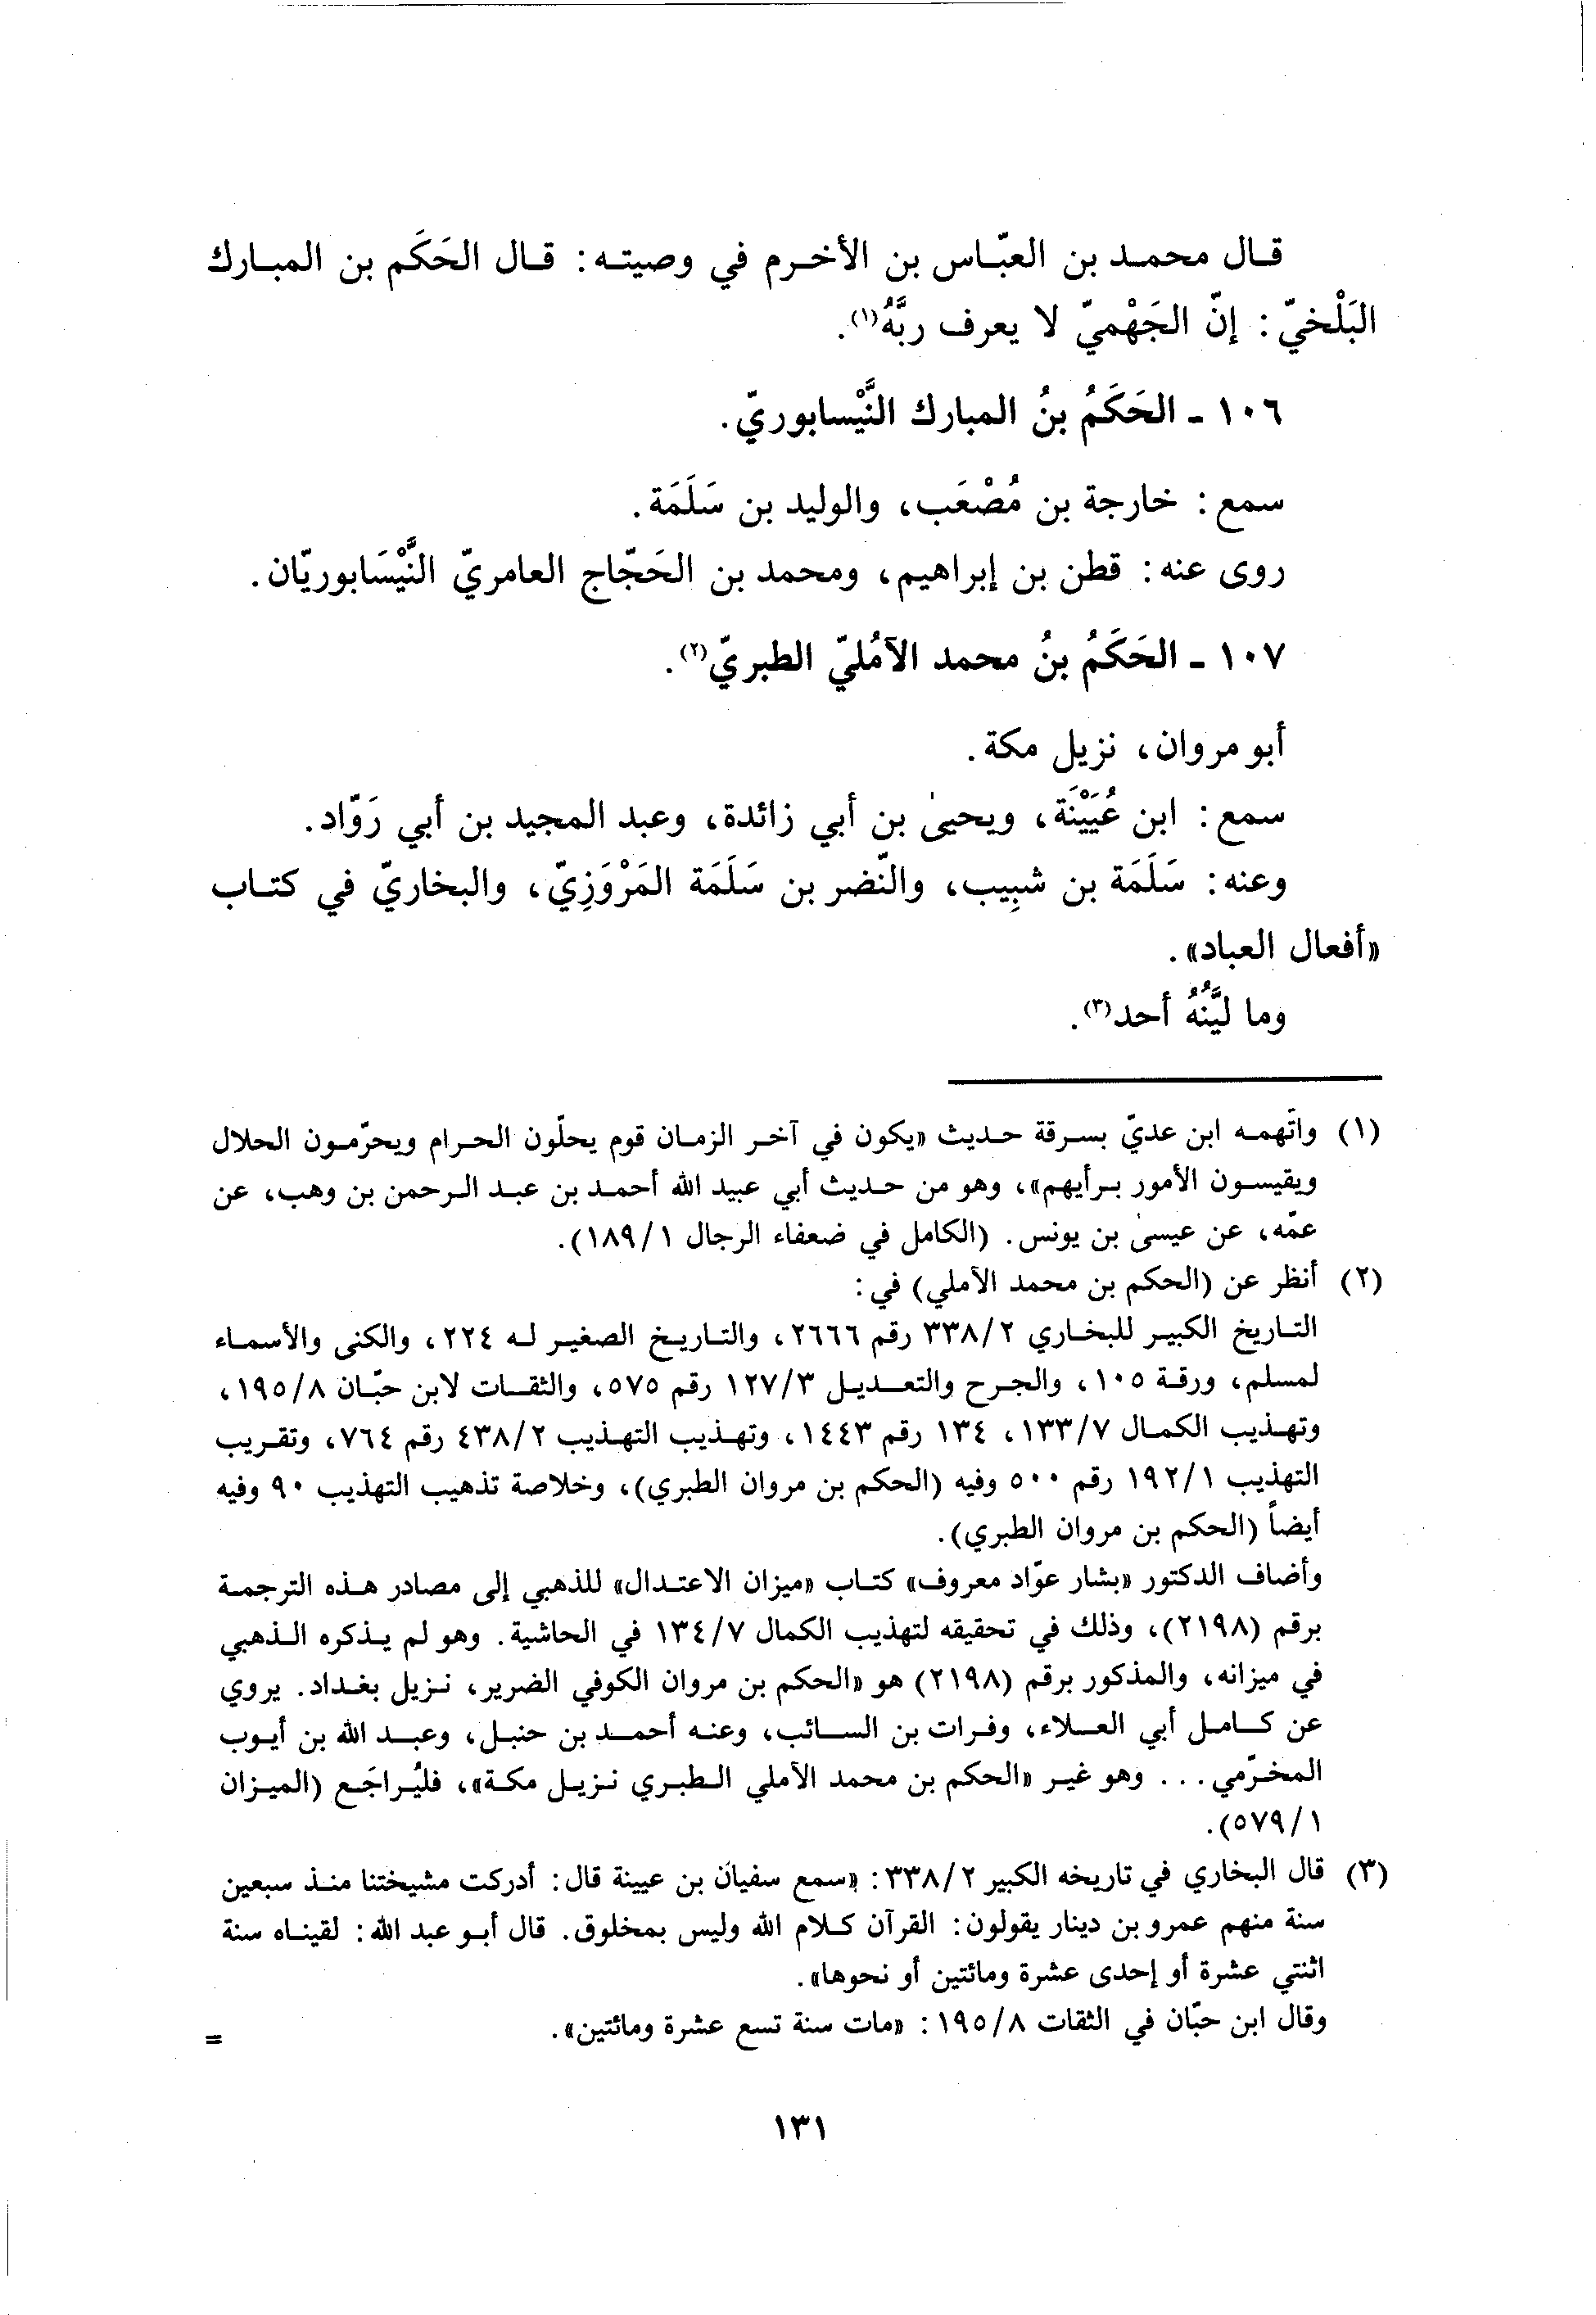 قال محمد بن العبّاس بن الأخرم في وصيته: قال الحَكَم بن المبارك
البَلْخيّ: إنّ الجَهْميّ لا يعرف ربَّهُ(١).
١٠٦ ـ الحَكَمُ بنُ المبارك النَّيْسابوريّ.
سمع: خارجة بن مُصْعَب، والوليد بن سَلَمَة.
روى عنه: قطن بن إبراهيم، ومحمد بن الحَجّاج العامريّ النَّيْسَابوريّان.
١٠٧ ـ الحَكَمُ بنُ محمد الآمُليّ الطبريّ(٢).
أبو مروان، نزيل مكة.
سمع: ابن عُيَيْنَة، ويحيىٰ بن أبي زائدة، وعبد المجيد بن أبي رَوّاد.
وعنه: سَلَمَة بن شبِيب، والنّضر بن سَلَمَة المَرْوَزِيّ، والبخاريّ في كتاب
«أفعال العباد».
وما ليَّنَهُ أحد(٣).
(١) واتّهمه ابن عديّ بسرقة حديث «يكون في آخر الزمان قوم يحلّون الحرام ويحرّمون الحلال
ويقيسون الأمور برأيهم»، وهو من حديث أبي عبيد الله أحمد بن عبد الرحمن بن وهب، عن
عمّه، عن عيسىٰ بن يونس. (الكامل في ضعفاء الرجال ١/١٨٩).
(٢) أنظر عن (الحكم بن محمد الآملي) في:
التاريخ الكبير للبخاري ٢/٣٣٨ رقم ٢٦٦٦، والتاريخ الصغير له ٢٢٤، والكنى والأسماء
لمسلم، ورقة ١٠٥، والجرح والتعديل ٣/١٢٧ رقم ٥٧٥، والثقات لابن حبّان ٨/١٩٥،
وتهذيب الكمال ٧/١٣٣، ١٣٤ رقم ١٤٤٣، وتهذيب التهذيب ٢/٤٣٨ رقم ٧٦٤، وتقريب
التهذيب ١/١٩٢ رقم ٥٠٠ وفيه (الحكم بن مروان الطبري)، وخلاصة تذهيب التهذيب ٩٠ وفيه
أيضاً (الحكم بن مروان الطبري).
وأضاف الدكتور «بشار عوّاد معروف» كتاب «ميزان الاعتدال» للذهبي إلى مصادر هذه الترجمة
برقم (٢١٩٨)، وذلك في تحقيقه لتهذيب الكمال ٧/١٣٤ في الحاشية. وهو لم يذكره الذهبي
في ميزانه، والمذكور برقم (٢١٩٨) هو «الحكم بن مروان الكوفي الضرير، نزيل بغداد. يروي
عن كامل أبي العلاء، وفرات بن السائب، وعنه أحمد بن حنبل، وعبد الله بن أيوب
المخرّمي... وهو غير «الحكم بن محمد الآملي الطبري نزيل مكة»، فليُراجَع (الميزان
١/٥٧٩).
(٣) قال البخاري في تاريخه الكبير ٢/٣٣٨: «سمع سفيان بن عيينة قال: أدركت مشيختنا منذ سبعين
سنة منهم عمرو بن دينار يقولون: القرآن كلام الله وليس بمخلوق. قال أبو عبد الله: لقيناه سنة
اثنتي عشرة أو إحدى عشرة ومائتين أو نحوها».
وقال ابن حبّان في الثقات ٨/١٩٥: «مات سنة تسع عشرة ومائتين».
=
١٣١